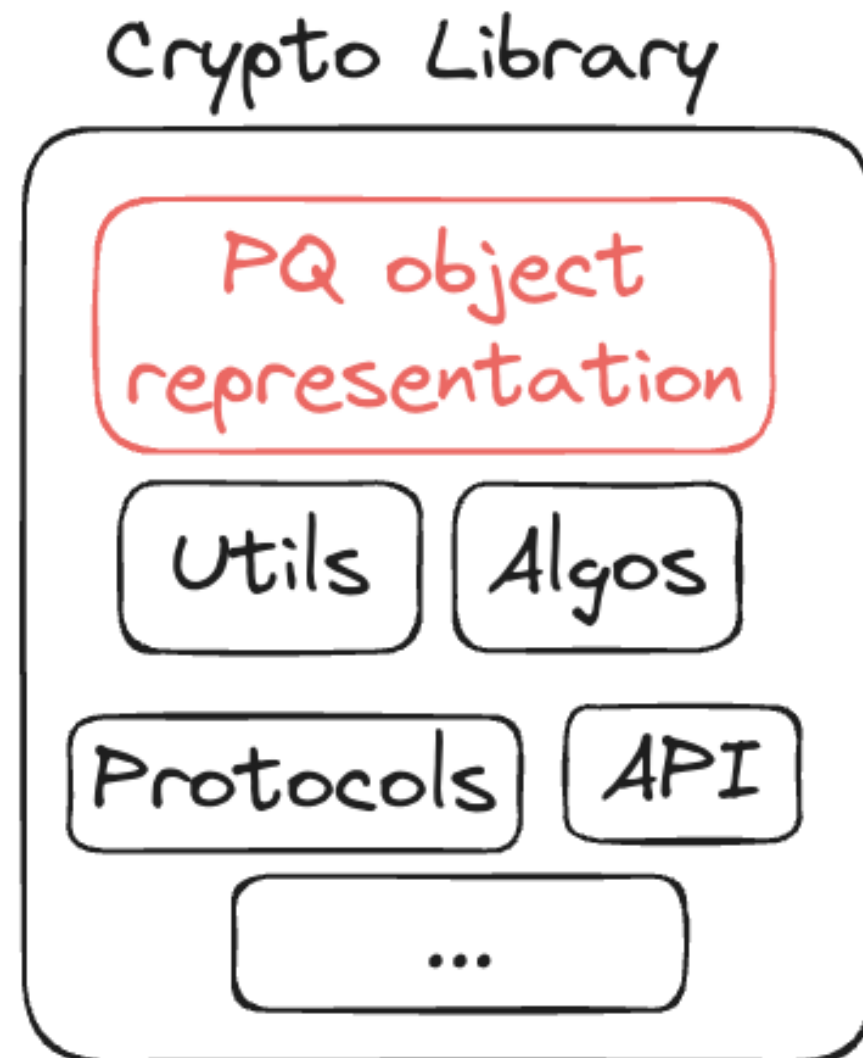 Crypto Library
PQ object
representation
Utils Algos
Protocols API
...